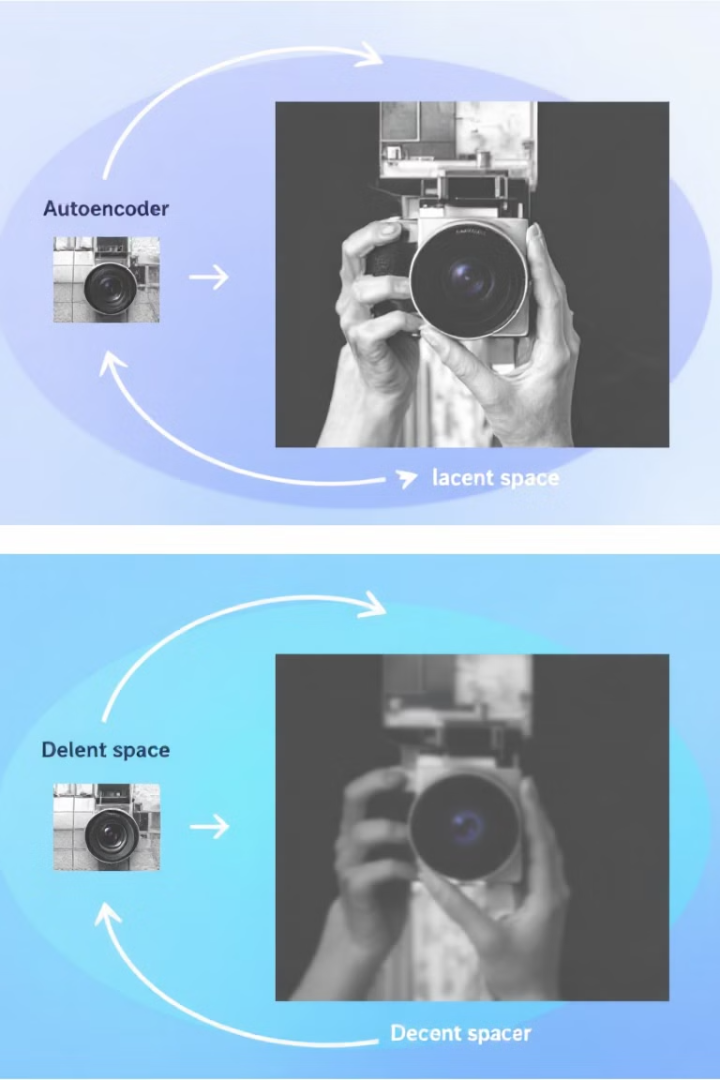 Autoencoder
lacent space
Delent space
Decent spacer